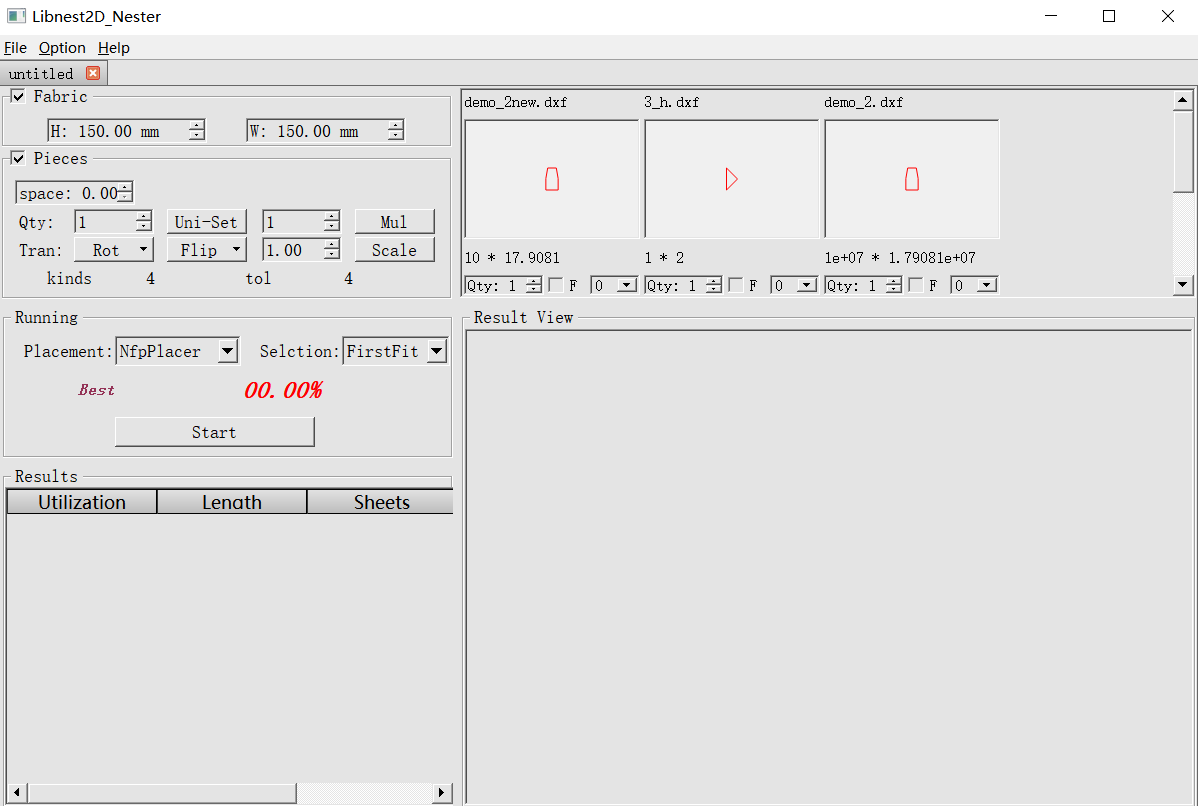 Libnest2D_Nester
File Option Help
untitled
Fabric
H: 150.00 mm W: 150.00 mm
Pieces
space: 0.00
Qty: 1 Uni-Set 1 Mul
Tran: Rot Flip 1.00 Scale
kinds 4 tol 4
demo_2new.dxf 3_h.dxf demo_2.dxf
10 * 17.9081 1 * 2 1e+07 * 1.79081e+07
Qty: 1 F 0 Qty: 1 F 0 Qty: 1 F 0
Running
Placement: NfpPlacer Selction: FirstFit
Best 00.00%
Start
Results
Utilization Length Sheets
Result View